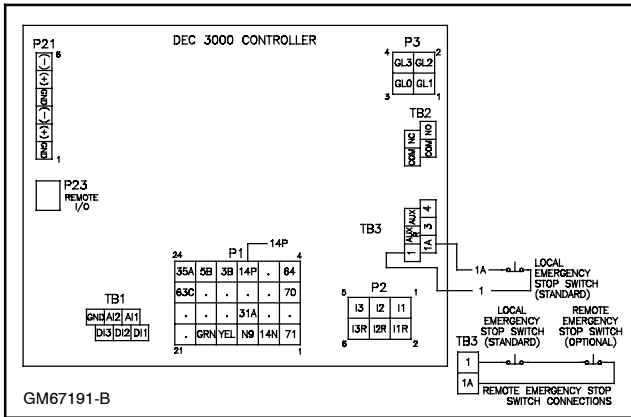 DEC 3000 CONTROLLER
P21
6
(−)
(+)
GND
(−)
(+)
GND
1
P23
REMOTE
I/O
P3
4 2
GL3 GL2
GL0 GL1
3 1
TB2
NC NO
COM COM
TB3
AUX 4
AUX R 3
1 1A
1A
1
LOCAL
EMERGENCY
STOP SWITCH
(STANDARD)
14P
24 P1 4
35A 5B 3B 14P . 64
63C . . . . 70
. . . 31A . .
. GRN YEL N9 14N 71
21 1
TB1
GND AI2 AI1
DI3 DI2 DI1
P2
5 1
I3 I2 I1
I3R I2R I1R
6 2
LOCAL
EMERGENCY
STOP SWITCH
(STANDARD)
REMOTE
EMERGENCY
STOP SWITCH
(OPTIONAL)
TB3
1
1A
REMOTE EMERGENCY STOP
SWITCH CONNECTIONS
GM67191-B